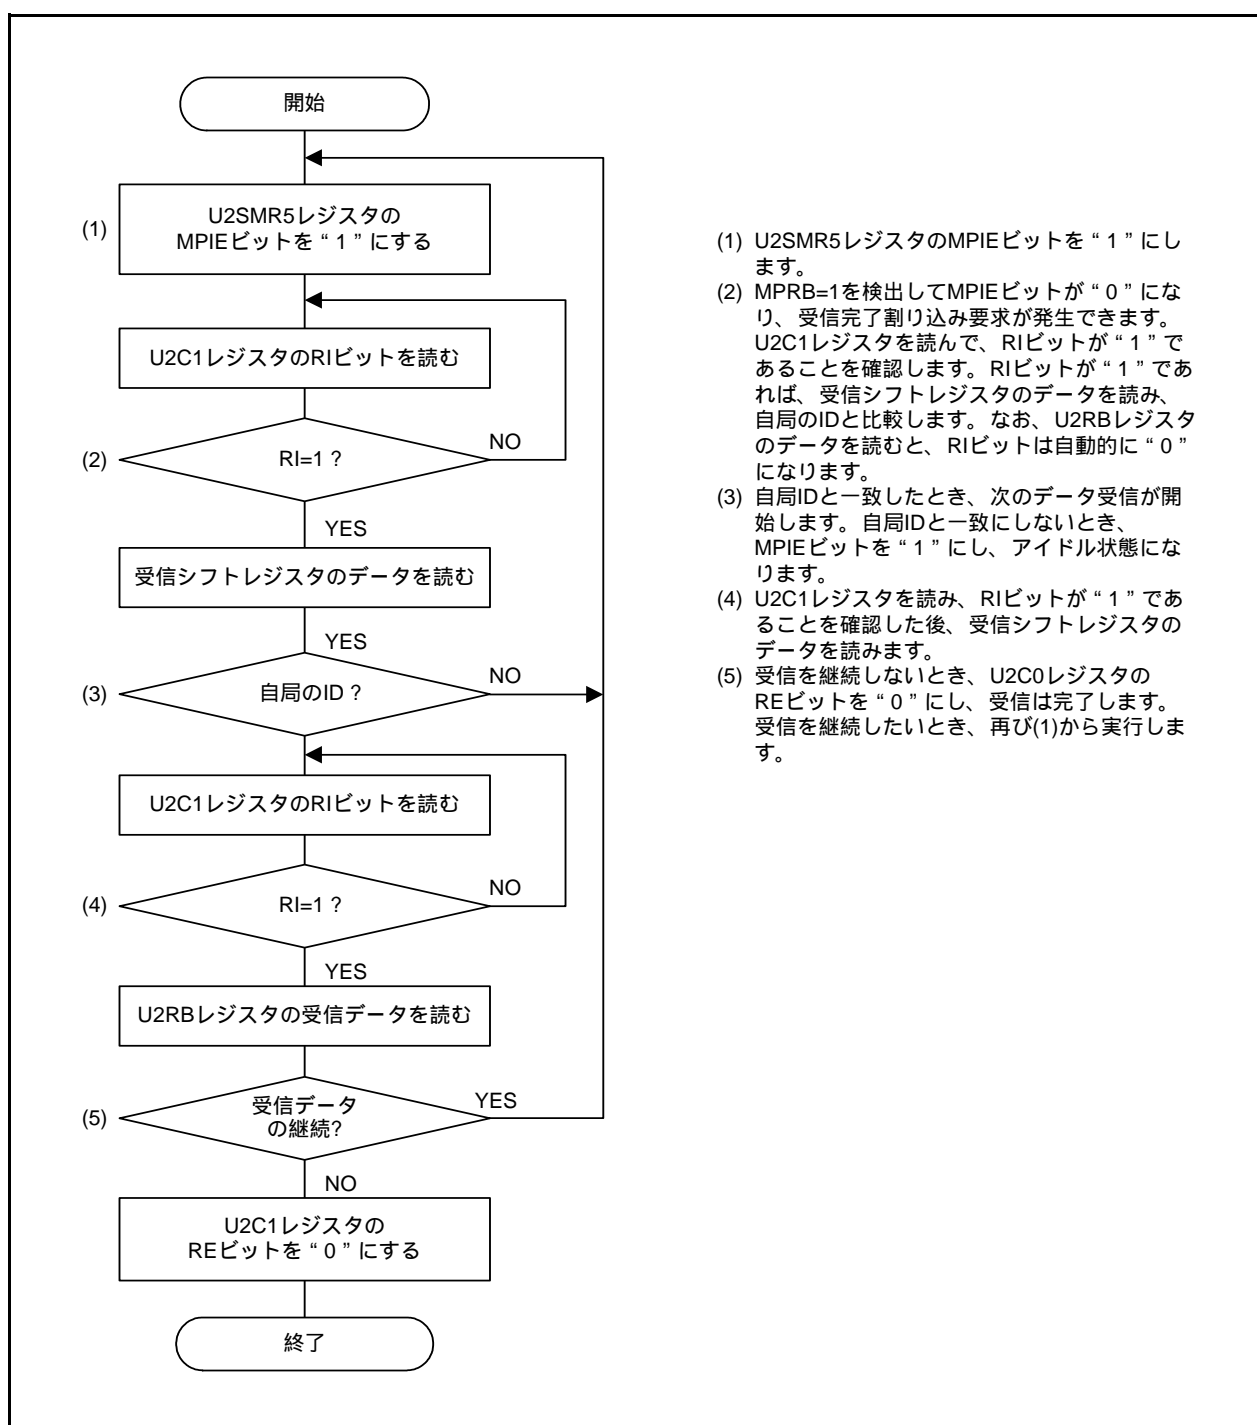 開始
(1)
U2SMR5レジスタの
MPIEビットを“1”にする
U2C1レジスタのRIビットを読む
(2)
RI=1 ?
NO
YES
受信シフトレジスタのデータを読む
YES
(3)
自局のID ?
NO
U2C1レジスタのRIビットを読む
(4)
RI=1 ?
NO
YES
U2RBレジスタの受信データを読む
(5)
受信データ
の継続?
YES
NO
U2C1レジスタの
REビットを“0”にする
終了
(1) U2SMR5レジスタのMPIEビットを“1”にし
ます。
(2) MPRB=1を検出してMPIEビットが“0”にな
り、受信完了割り込み要求が発生できます。
U2C1レジスタを読んで、RIビットが“1”で
あることを確認します。RIビットが“1”であ
れば、受信シフトレジスタのデータを読み、
自局のIDと比較します。なお、U2RBレジスタ
のデータを読むと、RIビットは自動的に“0”
になります。
(3) 自局IDと一致したとき、次のデータ受信が開
始します。自局IDと一致にしないとき、
MPIEビットを“1”にし、アイドル状態にな
ります。
(4) U2C1レジスタを読み、RIビットが“1”であ
ることを確認した後、受信シフトレジスタの
データを読みます。
(5) 受信を継続しないとき、U2C0レジスタの
REビットを“0”にし、受信は完了します。
受信を継続したいとき、再び(1)から実行しま
す。